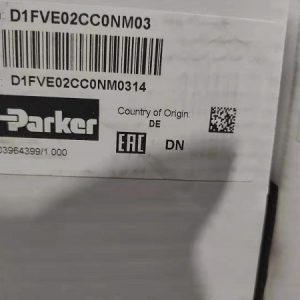 : D1FVE02CC0NM03
: D1FVE02CC0NM0314
Parker
Country of Origin:
DE
03964399/1 000
EAC
DN